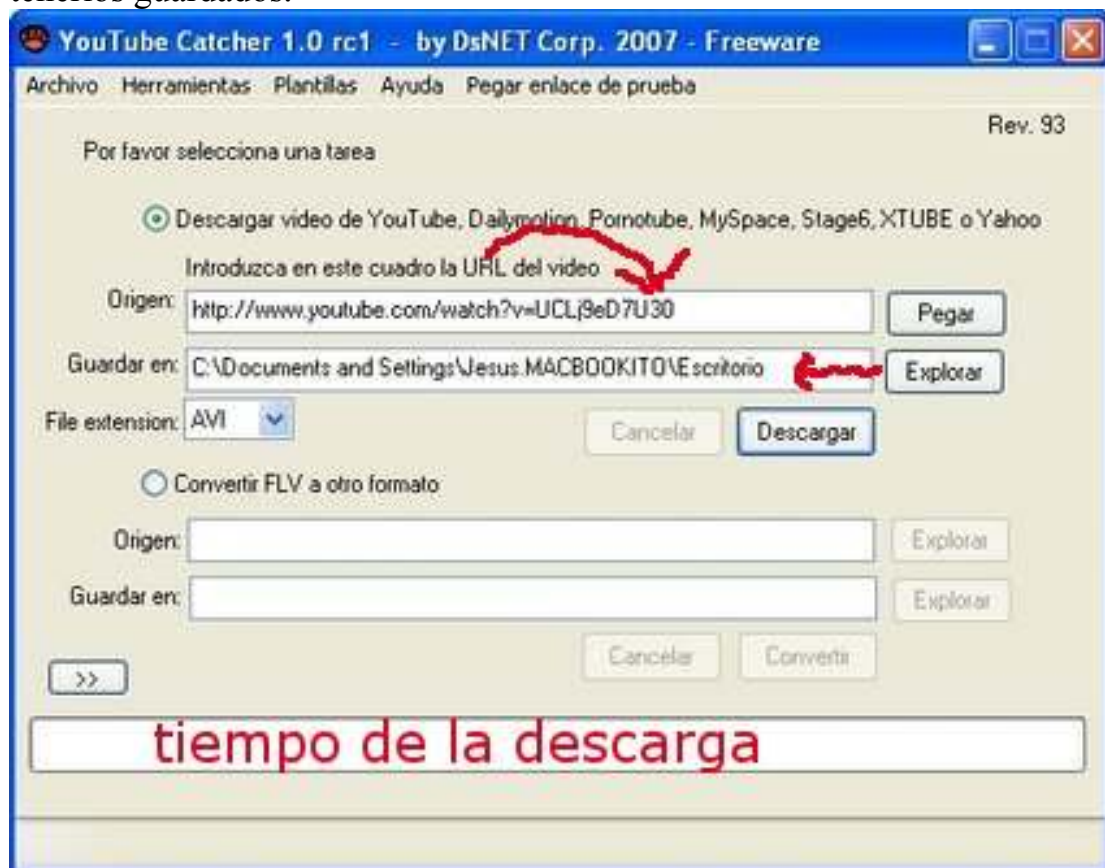 tenerlos guardados.
YouTube Catcher 1.0 rc1 - by DsNET Corp. 2007 - Freeware
Archivo Herramientas Plantillas Ayuda Pegar enlace de prueba
Rev. 93
Por favor selecciona una tarea
Descargar video de YouTube, Dailymotion, Pornotube, MySpace, Stage6, XTUBE o Yahoo
Introduzca en este cuadro la URL del video
Origen: http://www.youtube.com/watch?v=UCLj9eD7U30 Pegar
Guardar en: C:\Documents and Settings\Jesus.MACBOOKITO\Escritorio Explorar
File extension: AVI Cancelar Descargar
Convertir FLV a otro formato
Origen: Explorar
Guardar en: Explorar
Cancelar Convertir
>>
tiempo de la descarga